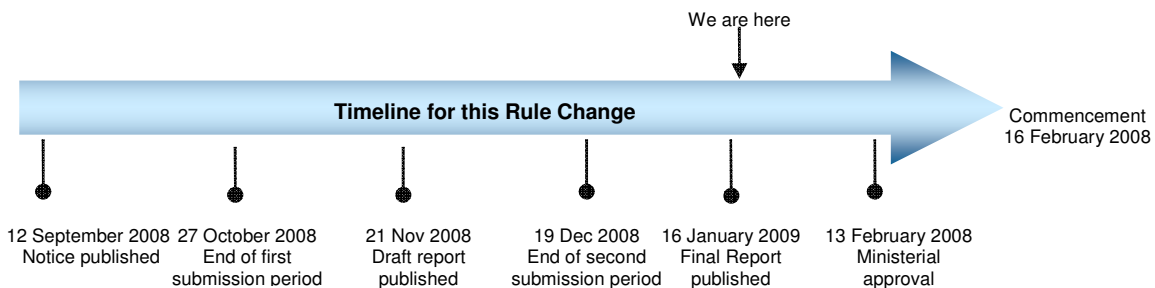 We are here
Timeline for this Rule Change
Commencement
16 February 2008
12 September 2008
Notice published
27 October 2008
End of first
submission period
21 Nov 2008
Draft report
published
19 Dec 2008
End of second
submission period
16 January 2009
Final Report
published
13 February 2008
Ministerial
approval